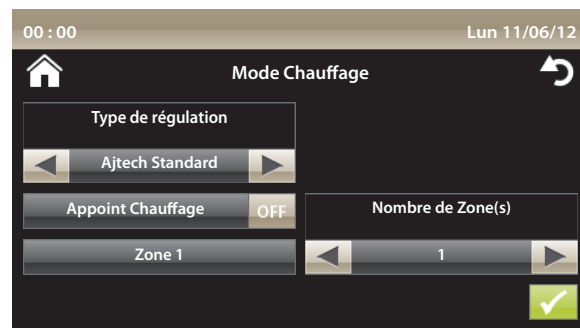 00 : 00 Lun 11/06/12
Mode Chauffage
Type de régulation
Ajtech Standard
Appoint Chauffage OFF
Nombre de Zone(s)
Zone 1
1